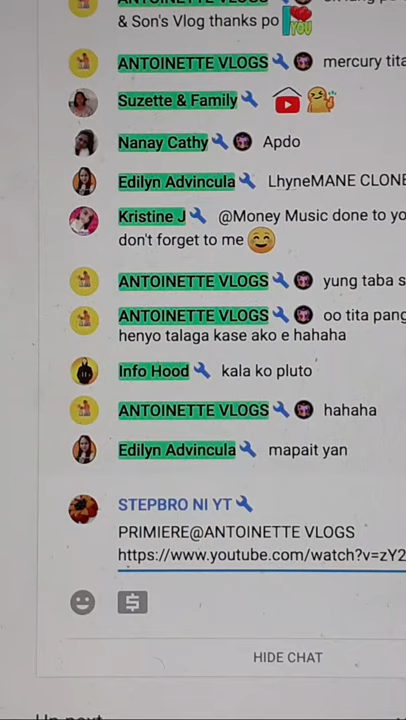 & Son's Vlog thanks po
ANTOINETTE VLOGS mercury tita
Suzette & Family
Nanay Cathy Apdo
Edilyn Advincula LhyneMANE CLONE
Kristine J @Money Music done to yo
don't forget to me
ANTOINETTE VLOGS yung taba s
ANTOINETTE VLOGS oo tita pang
henyo talaga kase ako e hahaha
Info Hood kala ko pluto
ANTOINETTE VLOGS hahaha
Edilyn Advincula mapait yan
STEPBRO NI YT
PRIMIERE@ANTOINETTE VLOGS
https://www.youtube.com/watch?v=zY2
HIDE CHAT